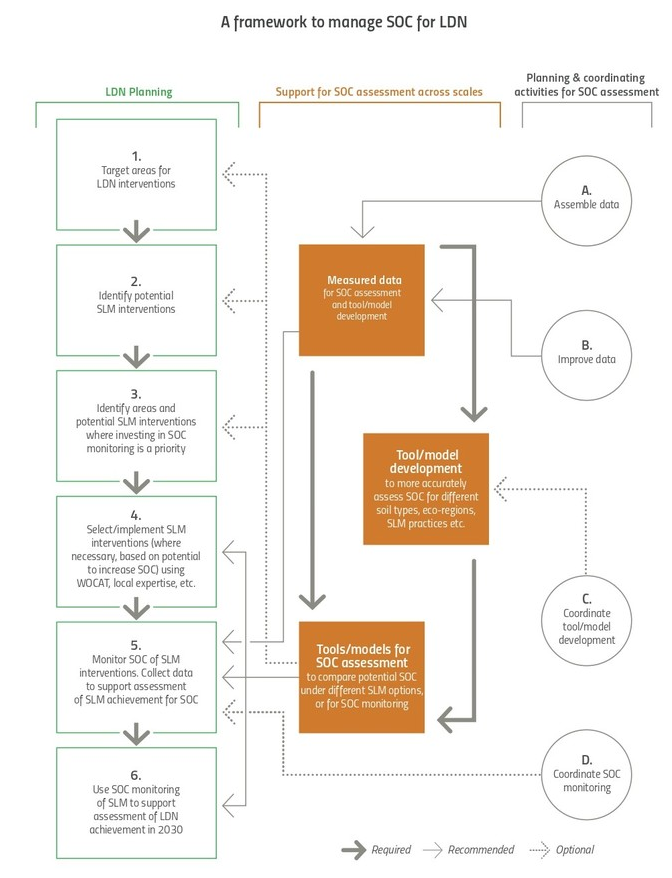 A framework to manage SOC for LDN
LDN Planning
Support for SOC assessment across scales
Planning & coordinating
activities for SOC assessment
1.
Target areas for
LDN interventions
2.
Identify potential
SLM interventions
3.
Identify areas and
potential SLM interventions
where investing in SOC
monitoring is a priority
4.
Select/implement SLM
interventions (where
necessary, based on potential
to increase SOC) using
WOCAT, local expertise, etc.
5.
Monitor SOC of SLM
interventions. Collect data
to support assessment
of SLM achievement for SOC
6.
Use SOC monitoring
of SLM to support
assessment of LDN
achievement in 2030
Measured data
for SOC assessment
and tool/model
development
Tool/model
development
to more accurately
assess SOC for different
soil types, eco-regions,
SLM practices etc.
Tools/models for
SOC assessment
to compare potential SOC
under different SLM options,
or for SOC monitoring
A.
Assemble data
B.
Improve data
C.
Coordinate
tool/model
development
D.
Coordinate SOC
monitoring
Required
Recommended
Optional